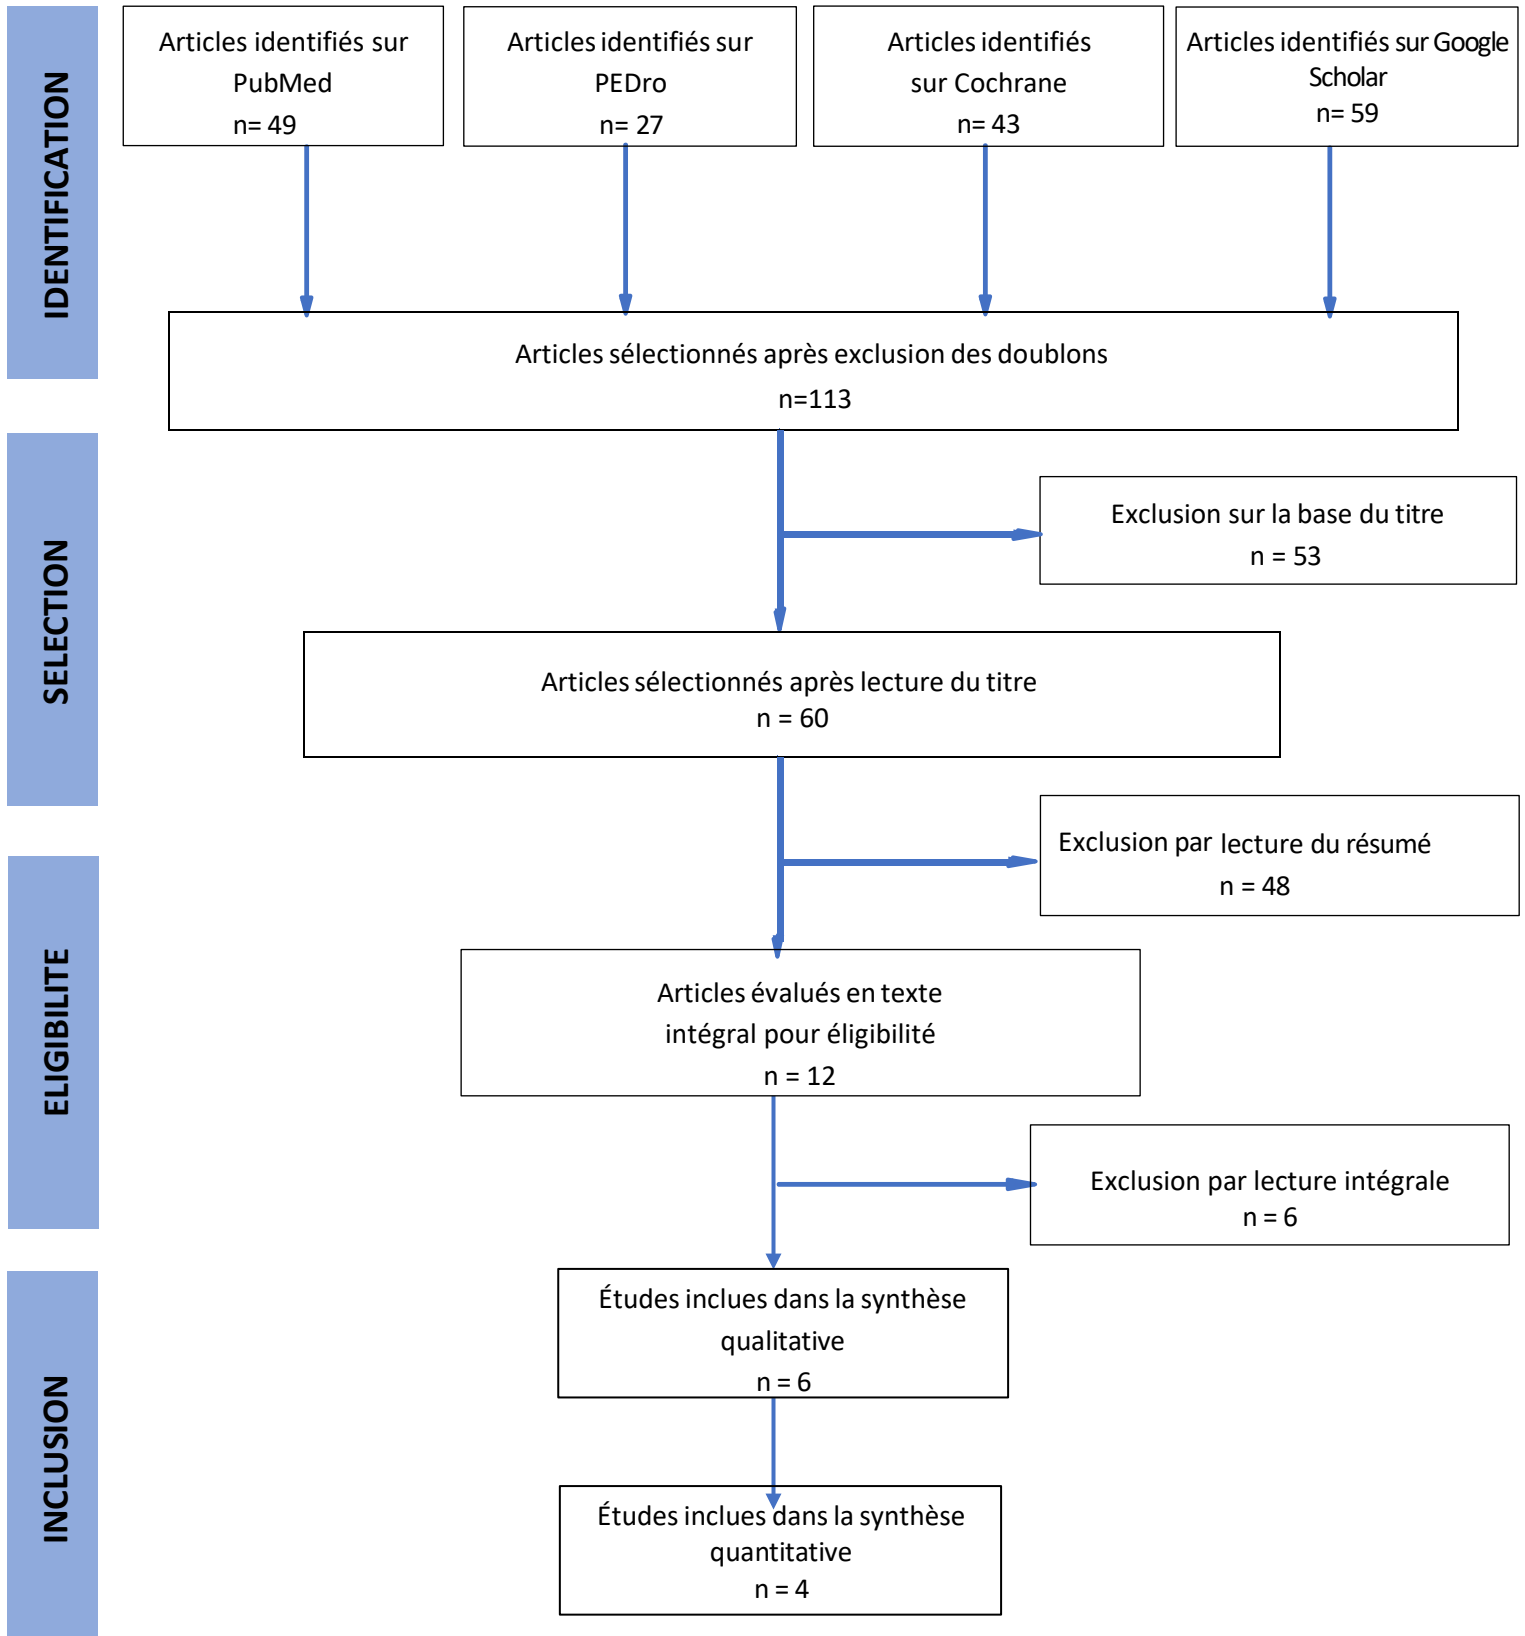 IDENTIFICATION
Articles identifiés sur
PubMed
n= 49
Articles identifiés sur
PEDro
n= 27
Articles identifiés
sur Cochrane
n= 43
Articles identifiés sur Google
Scholar
n= 59
Articles sélectionnés après exclusion des doublons
n=113
SELECTION
Exclusion sur la base du titre
n = 53
Articles sélectionnés après lecture du titre
n = 60
Exclusion par lecture du résumé
n = 48
ELIGIBILITE
Articles évalués en texte
intégral pour éligibilité
n = 12
Exclusion par lecture intégrale
n = 6
INCLUSION
Études inclues dans la synthèse
qualitative
n = 6
Études inclues dans la synthèse
quantitative
n = 4